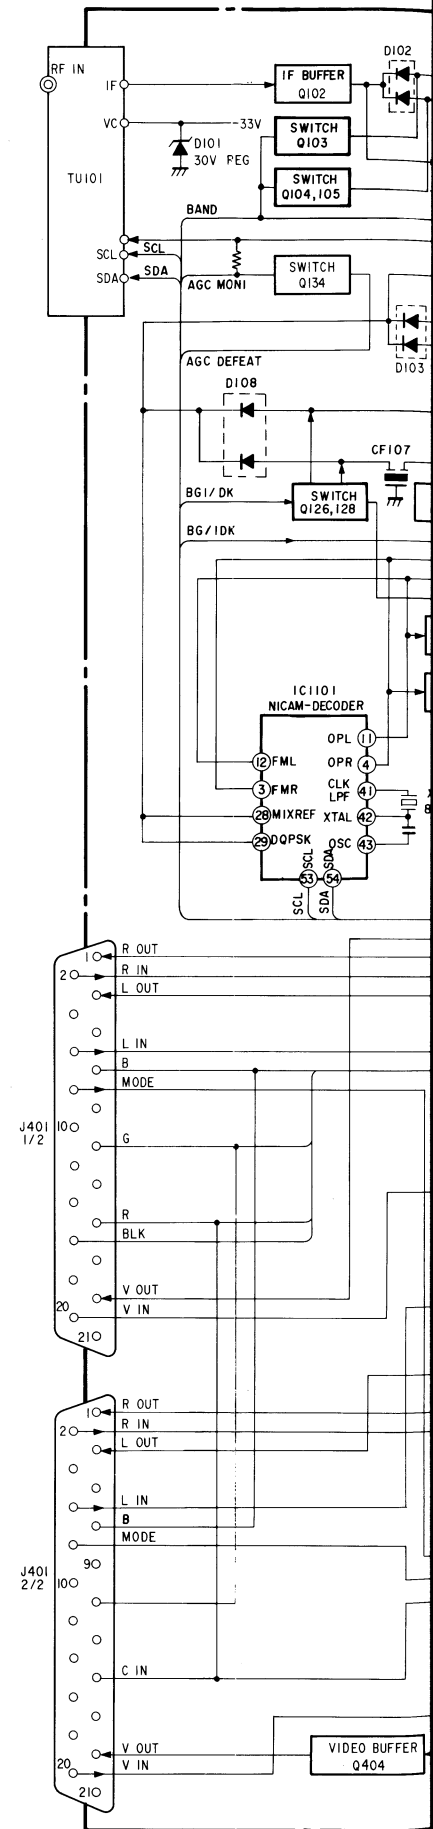 D102
RF IN
IF
IF BUFFER
Q102
VC
-33V
D101
30V REG
SWITCH
Q103
TU101
SWITCH
Q104,105
BAND
SCL
SCL
SDA
SDA
AGC MONI
SWITCH
Q134
D103
AGC DEFEAT
D108
CF107
BG1/DK
SWITCH
Q126,128
BG/1DK
IC1101
NICAM-DECODER
OPL
11
12
FML
OPR
4
3
FMR
CLK
LPF
41
28
MIXREF
XTAL
42
8
29
DQPSK
OSC
43
SCL
SDA
53
54
SCL
SDA
1
R OUT
2
R IN
L OUT
L IN
B
MODE
J401
1/2
10
G
R
BLK
V OUT
20
V IN
21
1
R OUT
2
R IN
L OUT
L IN
B
MODE
9
J401
2/2
10
C IN
V OUT
VIDEO BUFFER
Q404
20
V IN
21